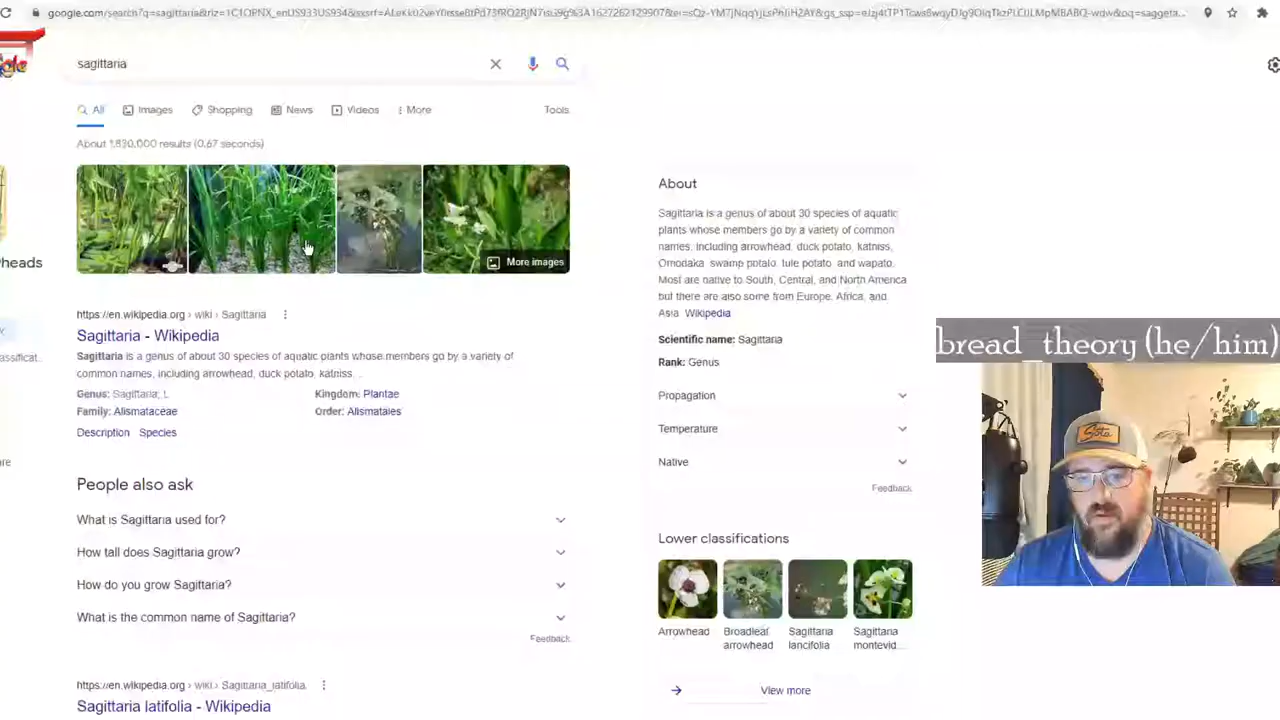 google.com/search?q=sagittaria
gle
sagittaria
All
Images
Shopping
News
Videos
More
Tools
About 1,830,000 results (0.67 seconds)
More images
heads
https://en.wikipedia.org › wiki › Sagittaria
Sagittaria - Wikipedia
Sagittaria is a genus of about 30 species of aquatic plants whose members go by a variety of
common names, including arrowhead, duck potato, katniss, ...
Genus: Sagittaria; L
Kingdom: Plantae
Family: Alismataceae
Order: Alismatales
Description Species
People also ask
What is Sagittaria used for?
How tall does Sagittaria grow?
How do you grow Sagittaria?
What is the common name of Sagittaria?
Feedback
https://en.wikipedia.org › wiki › Sagittaria_latifolia
Sagittaria latifolia - Wikipedia
About
Sagittaria is a genus of about 30 species of aquatic
plants whose members go by a variety of common
names, including arrowhead, duck potato, katniss,
Omodaka, swamp potato, tule potato, and wapato.
Most are native to South, Central, and North America
but there are also some from Europe, Africa, and
Asia. Wikipedia
Scientific name: Sagittaria
Rank: Genus
Propagation
Temperature
Native
Feedback
Lower classifications
Arrowhead
Broadleaf
arrowhead
Sagittaria
lancifolia
Sagittaria
montevid...
View more
bread_theory (he/him)